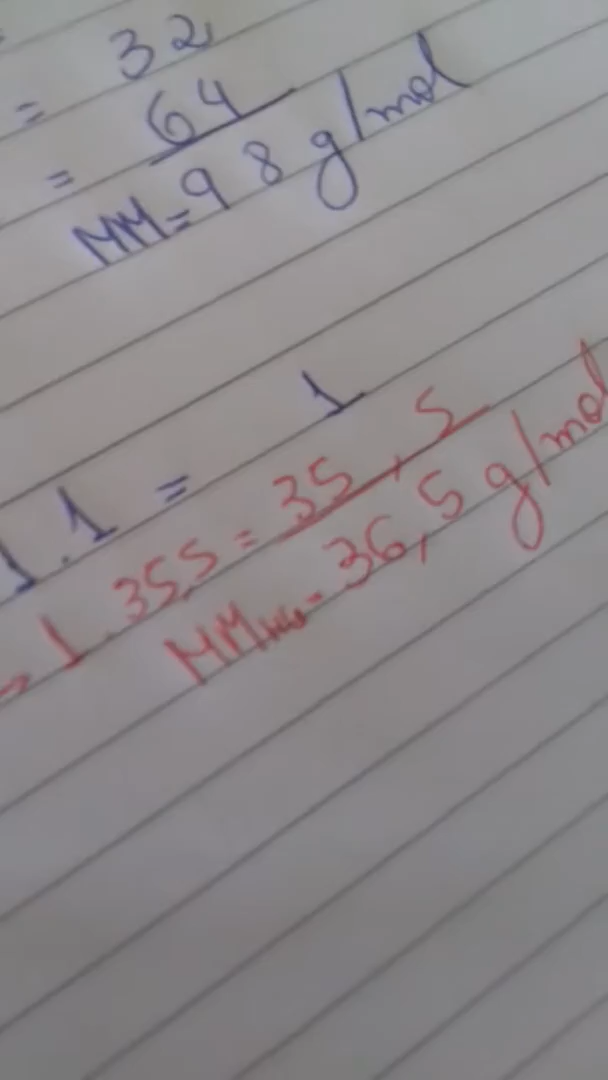 = 32
= 64
MM = 98 g/mol
1 . 1 = 1
→ 1 . 35,5 = 35,5
MM = 36,5 g/mol